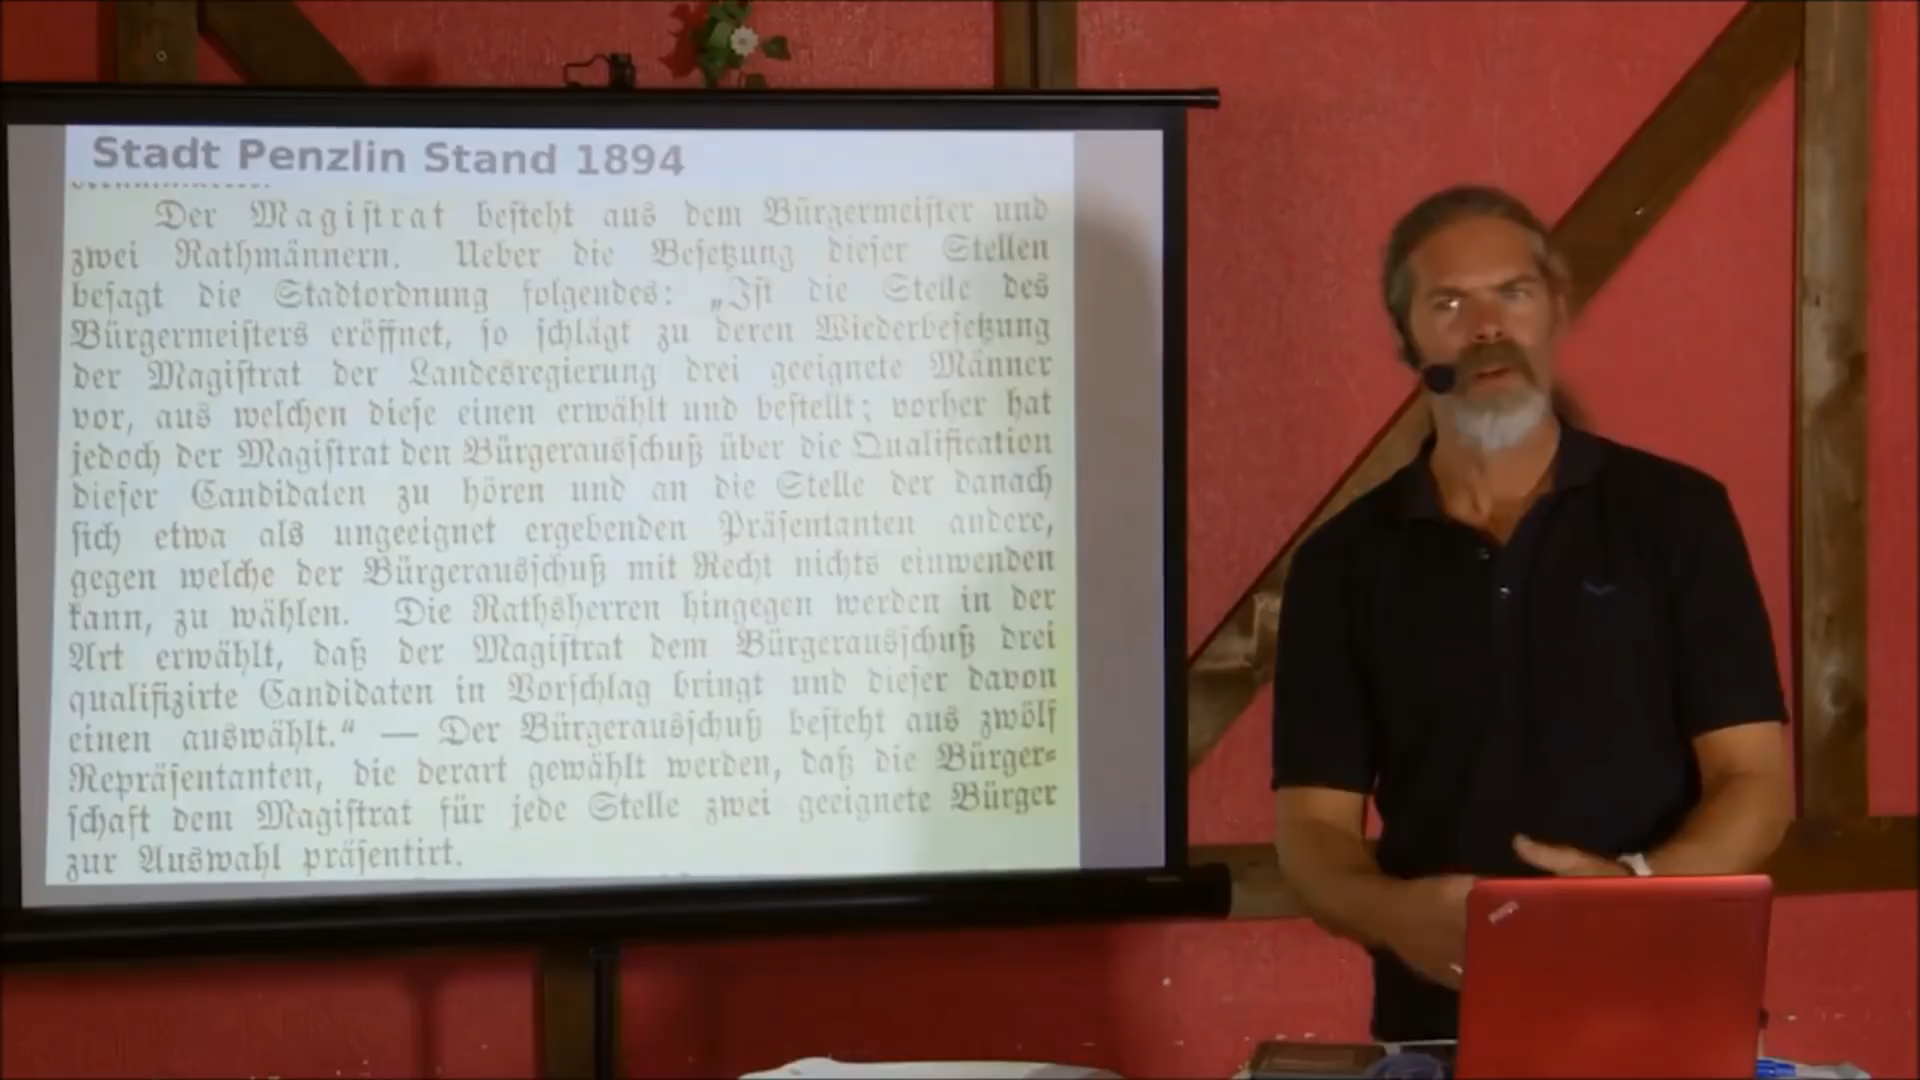 Stadt Penzlin Stand 1894
Der Magiſtrat beſteht aus dem Bürgermeiſter und
zwei Rathmännern. Ueber die Beſetzung dieſer Stellen
beſagt die Stadtordnung folgendes: „Iſt die Stelle des
Bürgermeiſters eröffnet, ſo ſchlägt zu deren Wiederbeſetzung
der Magiſtrat der Landesregierung drei geeignete Männer
vor, aus welchen dieſe einen erwählt und beſtellt; vorher hat
jedoch der Magiſtrat den Bürgerausſchuß über die Qualification
dieſer Candidaten zu hören und an die Stelle der danach
ſich etwa als ungeeignet ergebenden Präſentanten andere,
gegen welche der Bürgerausſchuß mit Recht nichts einwenden
kann, zu wählen. Die Rathsherren hingegen werden in der
Art erwählt, daß der Magiſtrat dem Bürgerausſchuß drei
qualifizirte Candidaten in Vorſchlag bringt und dieſer davon
einen auswählt.“ — Der Bürgerausſchuß beſteht aus zwölf
Repräſentanten, die derart gewählt werden, daß die Bürger=
ſchaft dem Magiſtrat für jede Stelle zwei geeignete Bürger
zur Auswahl präſentirt.